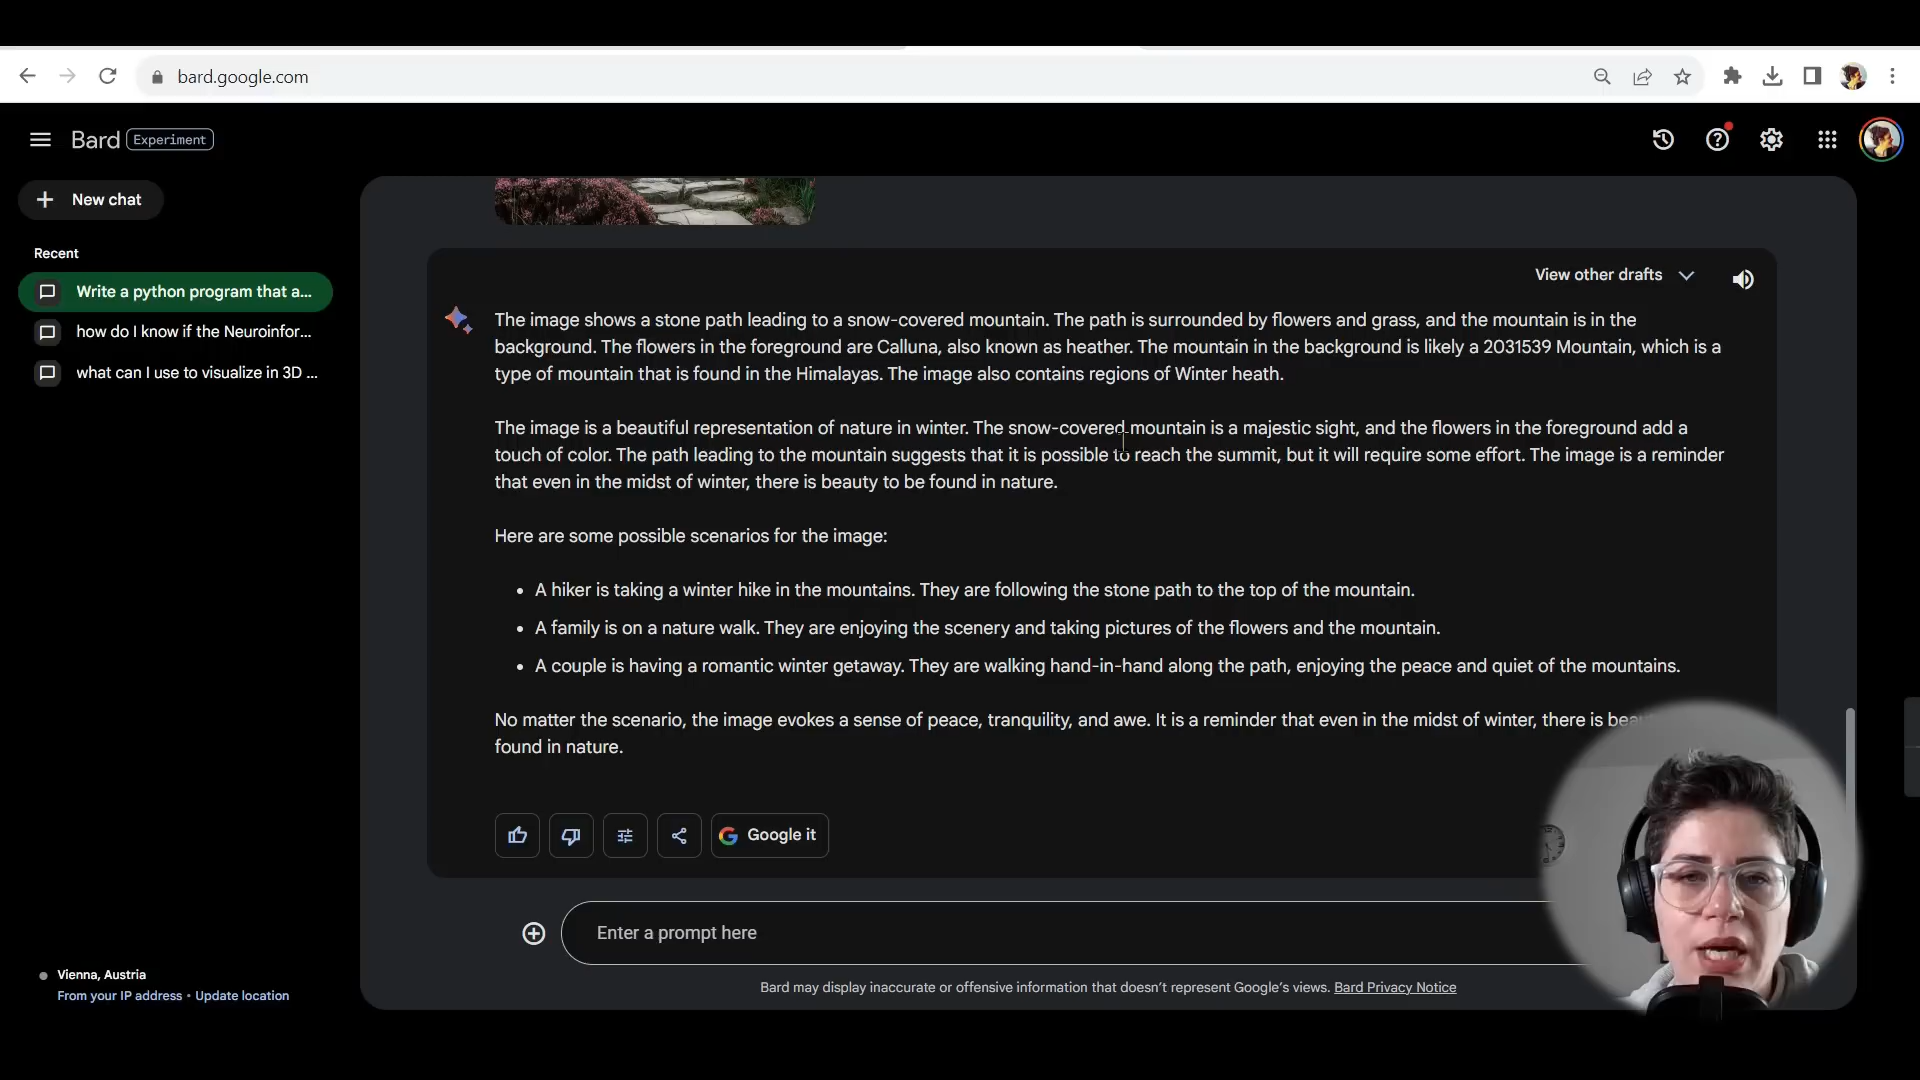 bard.google.com
Bard Experiment
New chat
Recent
Write a python program that a...
how do I know if the Neuroinfor...
what can I use to visualize in 3D ...
View other drafts
The image shows a stone path leading to a snow-covered mountain. The path is surrounded by flowers and grass, and the mountain is in the
background. The flowers in the foreground are Calluna, also known as heather. The mountain in the background is likely a 2031539 Mountain, which is a
type of mountain that is found in the Himalayas. The image also contains regions of Winter heath.
The image is a beautiful representation of nature in winter. The snow-covered mountain is a majestic sight, and the flowers in the foreground add a
touch of color. The path leading to the mountain suggests that it is possible to reach the summit, but it will require some effort. The image is a reminder
that even in the midst of winter, there is beauty to be found in nature.
Here are some possible scenarios for the image:
• A hiker is taking a winter hike in the mountains. They are following the stone path to the top of the mountain.
• A family is on a nature walk. They are enjoying the scenery and taking pictures of the flowers and the mountain.
• A couple is having a romantic winter getaway. They are walking hand-in-hand along the path, enjoying the peace and quiet of the mountains.
No matter the scenario, the image evokes a sense of peace, tranquility, and awe. It is a reminder that even in the midst of winter, there is
found in nature.
Google it
Enter a prompt here
Bard may display inaccurate or offensive information that doesn't represent Google's views. Bard Privacy Notice
Vienna, Austria
From your IP address • Update location